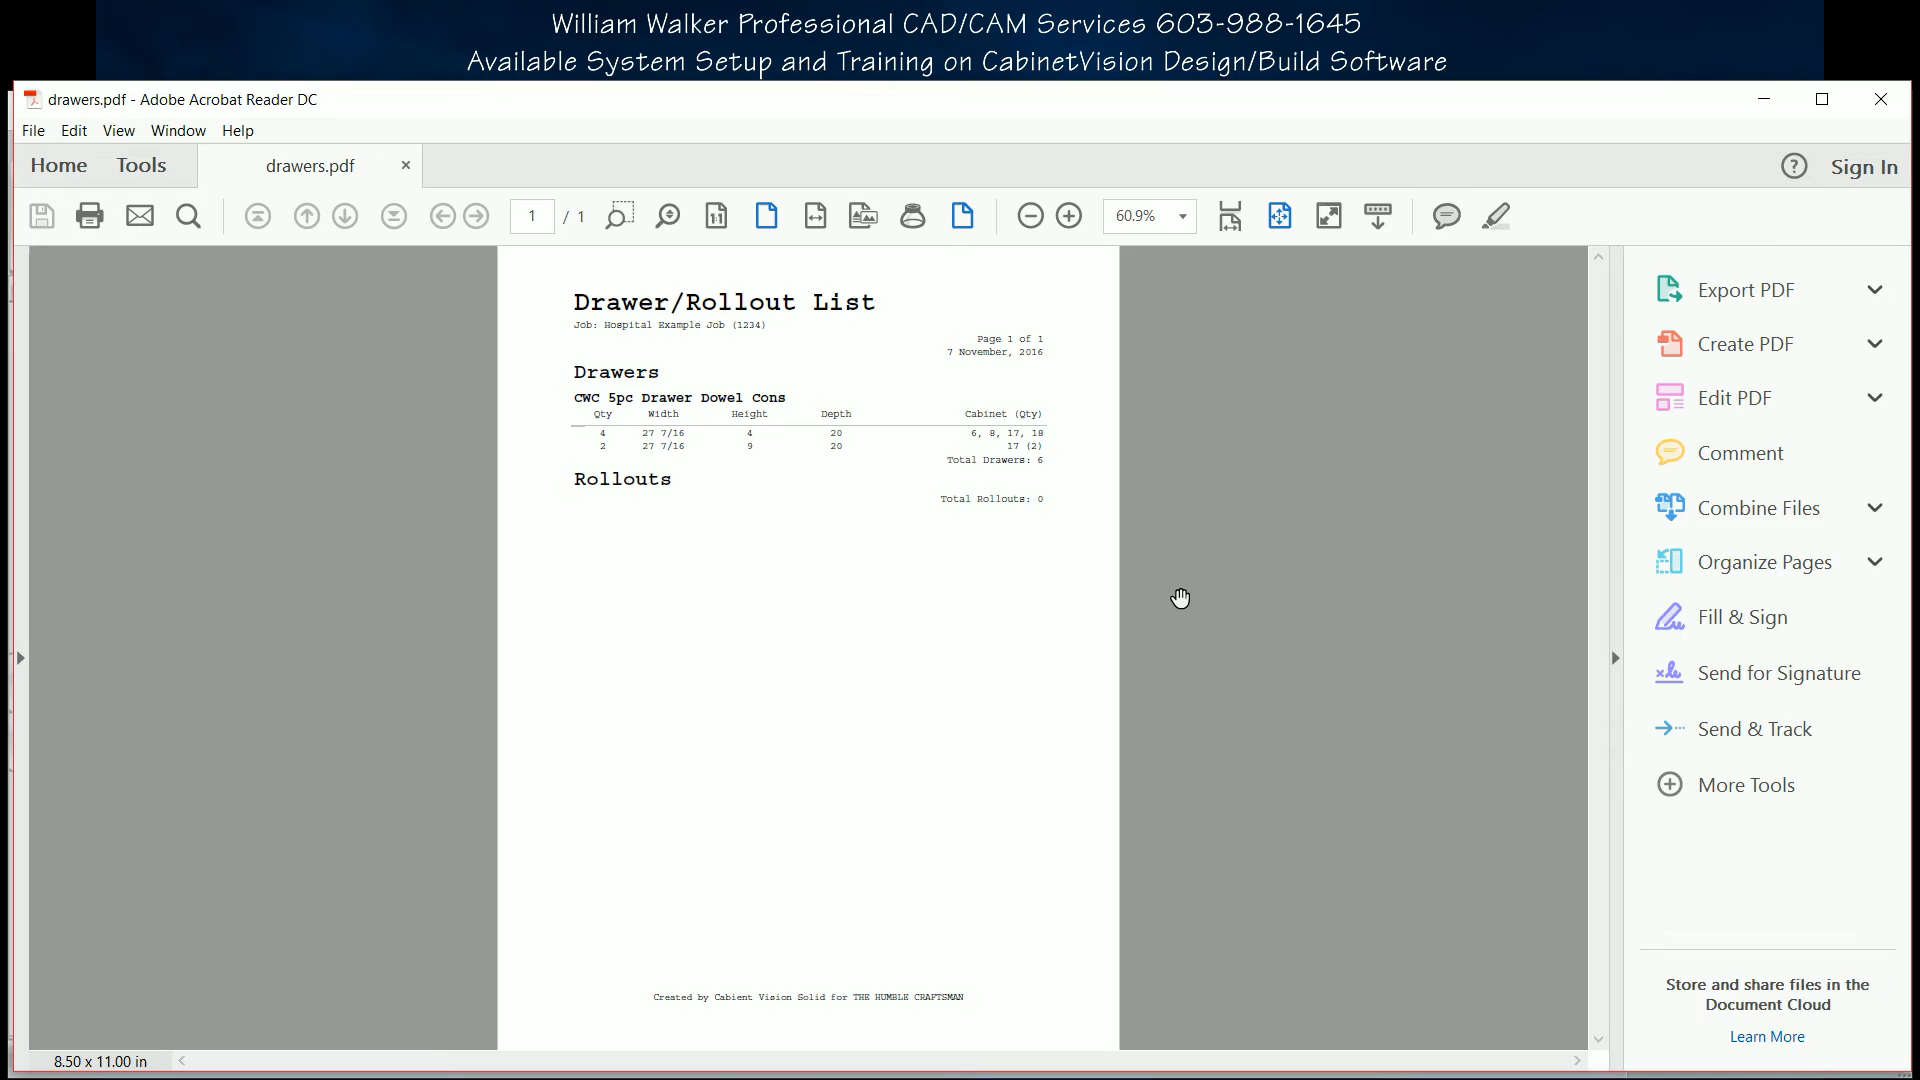 William Walker Professional CAD/CAM Services 603-988-1645
Available System Setup and Training on CabinetVision Design/Build Software
drawers.pdf - Adobe Acrobat Reader DC
File Edit View Window Help
Home Tools drawers.pdf × ? Sign In
1 / 1 1:1 60.9%
Drawer/Rollout List
Job: Hospital Example Job (1234)
Page 1 of 1
7 November, 2016
Drawers
CWC 5pc Drawer Dowel Cons
Qty Width Height Depth Cabinet (Qty)
4 27 7/16 4 20 6, 8, 17, 18
2 27 7/16 9 20 17 (2)
Total Drawers: 6
Rollouts
Total Rollouts: 0
Created by Cabient Vision Solid for THE HUMBLE CRAFTSMAN
Export PDF
Create PDF
Edit PDF
Comment
Combine Files
Organize Pages
Fill & Sign
Send for Signature
Send & Track
More Tools
Store and share files in the
Document Cloud
Learn More
8.50 x 11.00 in